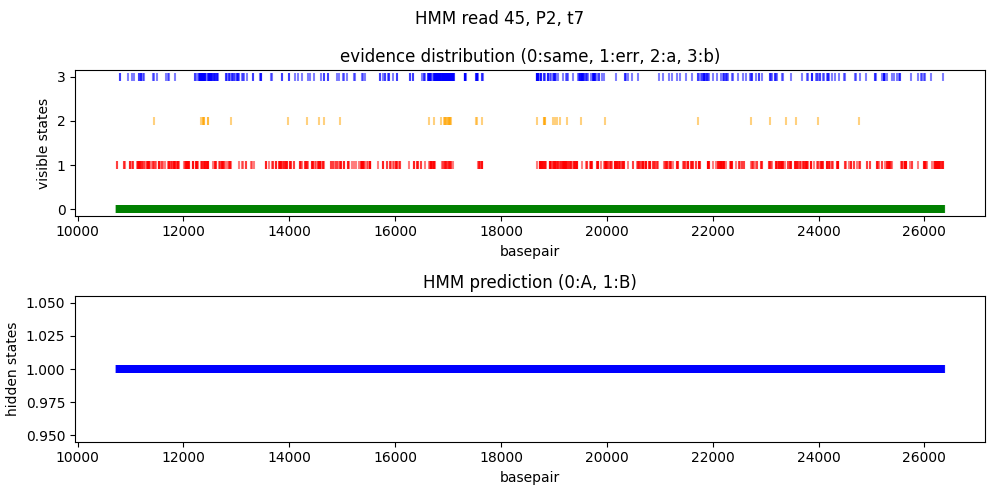 HMM read 45, P2, t7
evidence distribution (0:same, 1:err, 2:a, 3:b)
3
2
1
0
visible states
10000 12000 14000 16000 18000 20000 22000 24000 26000
basepair
HMM prediction (0:A, 1:B)
1.050
1.025
1.000
0.975
0.950
hidden states
10000 12000 14000 16000 18000 20000 22000 24000 26000
basepair